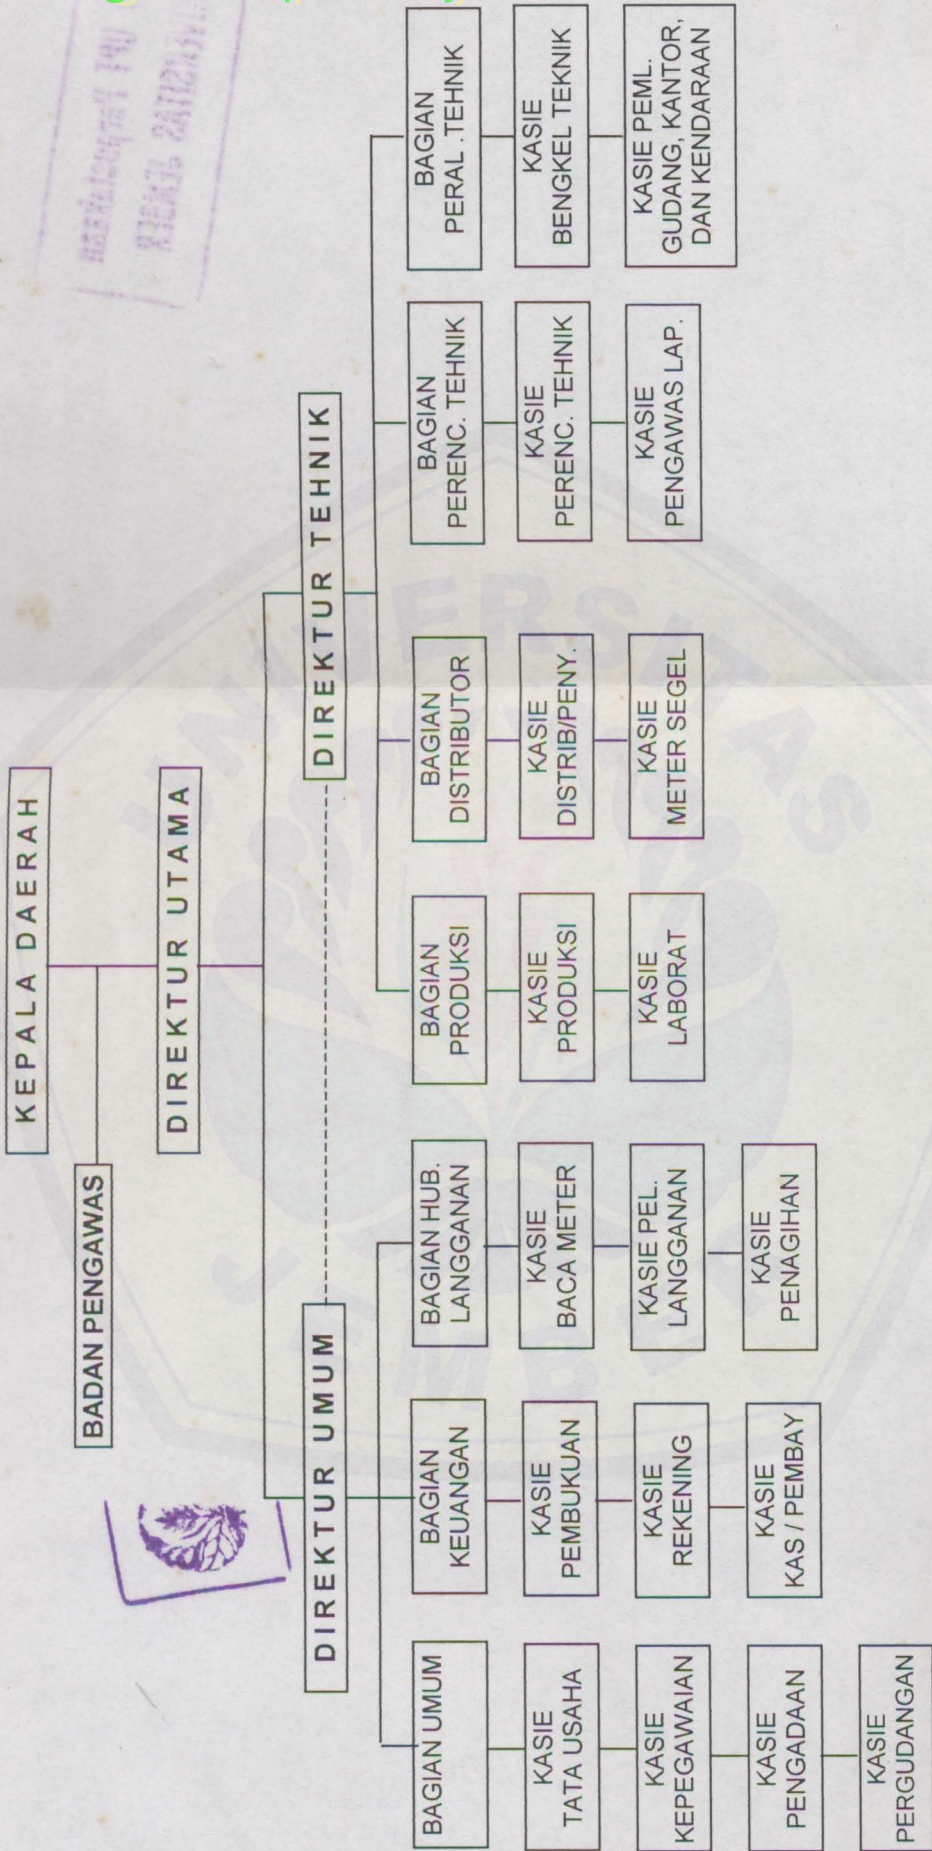 KEPALA DAERAH
BADAN PENGAWAS
DIREKTUR UTAMA
DIREKTUR UMUM
DIREKTUR TEHNIK
BAGIAN UMUM
KASIE
TATA USAHA
KASIE
KEPEGAWAIAN
KASIE
PENGADAAN
KASIE
PERGUDANGAN
BAGIAN
KEUANGAN
KASIE
PEMBUKUAN
KASIE
REKENING
KASIE
KAS / PEMBAY
BAGIAN HUB.
LANGGANAN
KASIE
BACA METER
KASIE PEL.
LANGGANAN
KASIE
PENAGIHAN
BAGIAN
PRODUKSI
KASIE
PRODUKSI
KASIE
LABORAT
BAGIAN
DISTRIBUTOR
KASIE
DISTRIB/PENY.
KASIE
METER SEGEL
BAGIAN
PERENC. TEHNIK
KASIE
PERENC. TEHNIK
KASIE
PENGAWAS LAP.
BAGIAN
PERAL .TEHNIK
KASIE
BENGKEL TEKNIK
KASIE PEML.
GUDANG, KANTOR,
DAN KENDARAAN
UNIVERSITAS
JEMBER